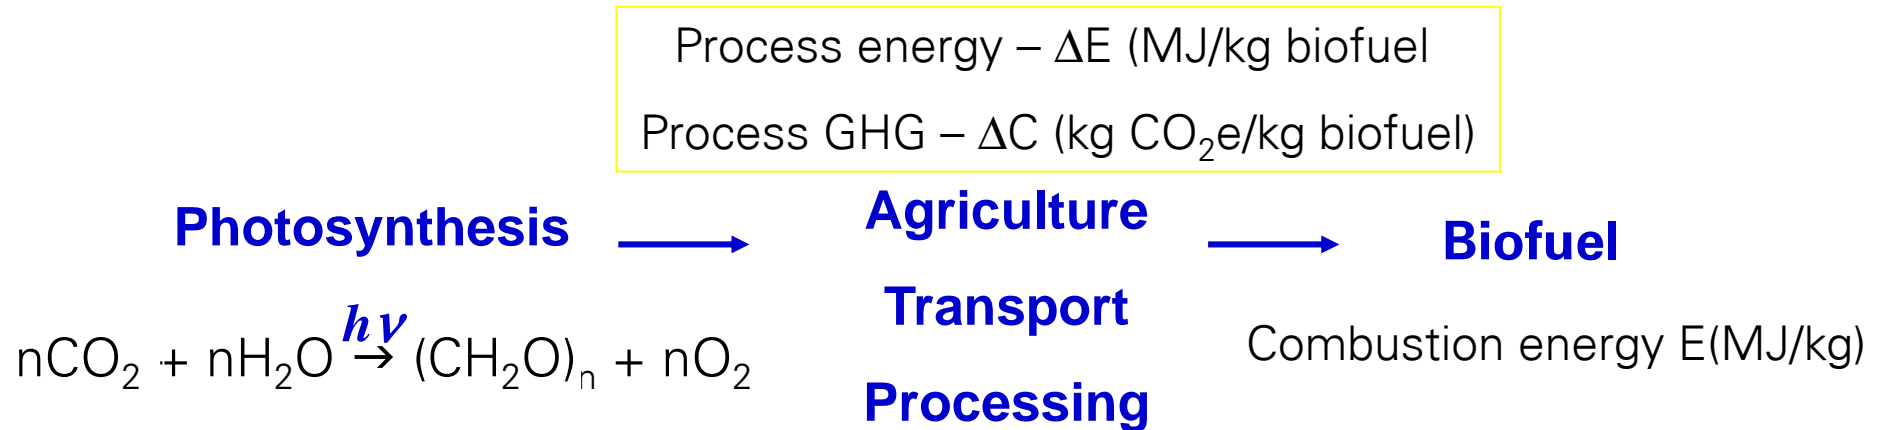 Process energy – ΔE (MJ/kg biofuel
Process GHG – ΔC (kg CO₂e/kg biofuel)
Photosynthesis
Agriculture
Biofuel
Transport
hν
nCO₂ + nH₂O → (CH₂O)ₙ + nO₂
Combustion energy E(MJ/kg)
Processing